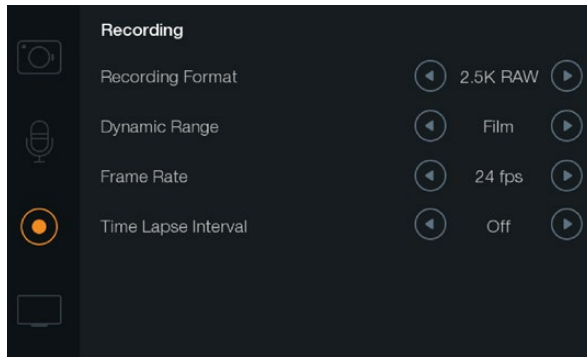 Recording
Recording Format 2.5K RAW
Dynamic Range Film
Frame Rate 24 fps
Time Lapse Interval Off